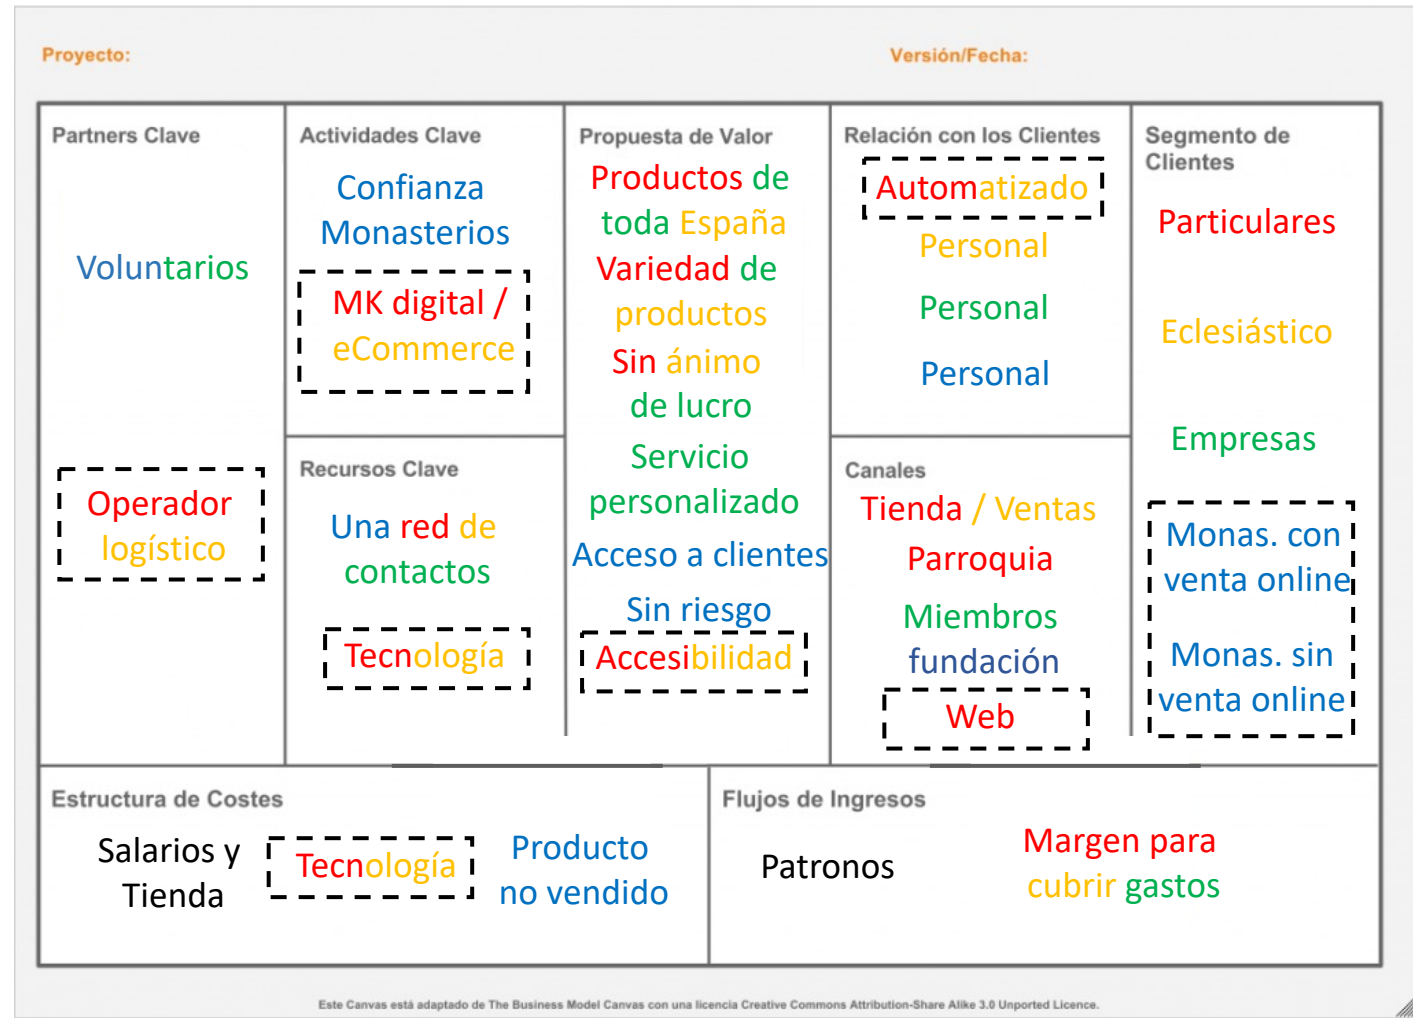 Proyecto:
Versión/Fecha:
Partners Clave
Voluntarios
Operador
logístico
Actividades Clave
Confianza
Monasterios
MK digital /
eCommerce
Recursos Clave
Una red de
contactos
Tecnología
Propuesta de Valor
Productos de
toda España
Variedad de
productos
Sin ánimo
de lucro
Servicio
personalizado
Acceso a clientes
Sin riesgo
Accesibilidad
Relación con los Clientes
Automatizado
Personal
Personal
Personal
Canales
Tienda / Ventas
Parroquia
Miembros
fundación
Web
Segmento de
Clientes
Particulares
Eclesiástico
Empresas
Monas. con
venta online
Monas. sin
venta online
Estructura de Costes
Salarios y
Tienda
Tecnología
Producto
no vendido
Flujos de Ingresos
Patronos
Margen para
cubrir gastos
Este Canvas está adaptado de The Business Model Canvas con una licencia Creative Commons Attribution-Share Alike 3.0 Unported Licence.